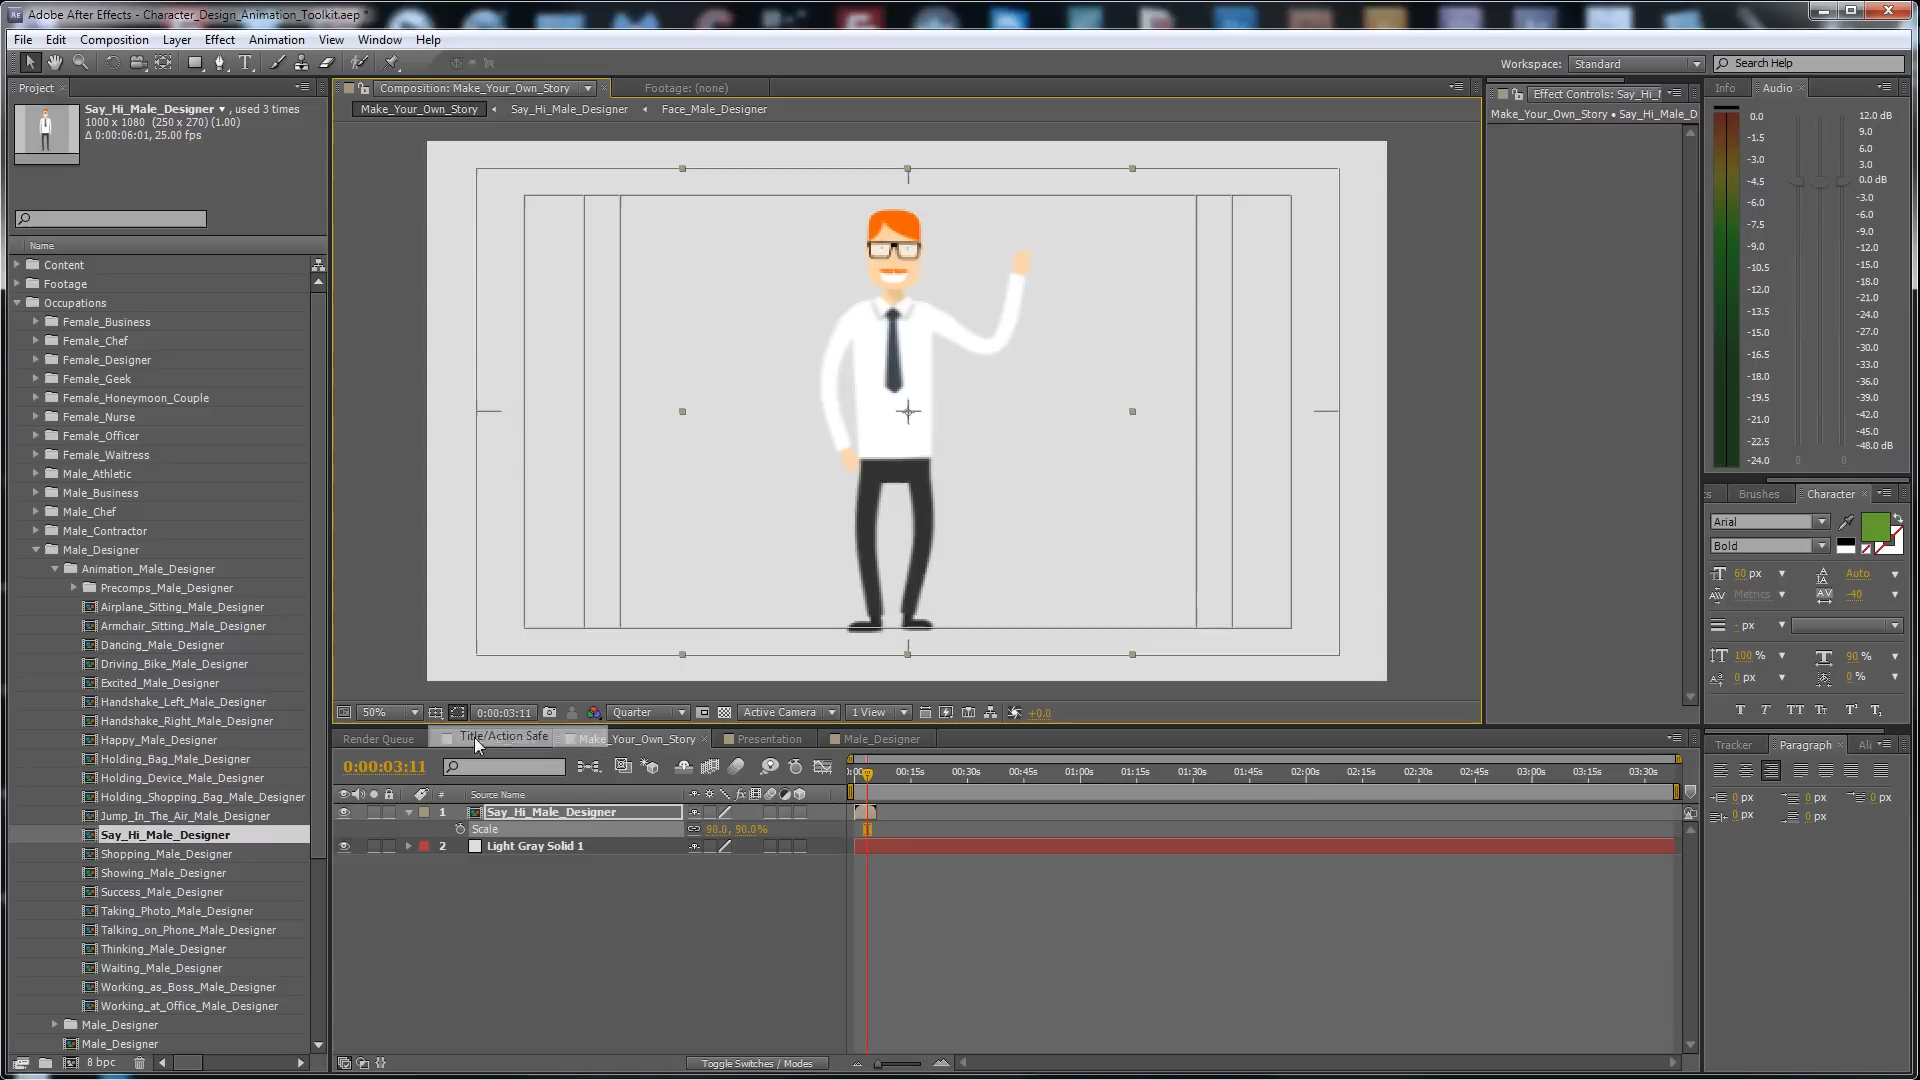 Adobe After Effects - Character_Design_Animation_Toolkit.aep *
File Edit Composition Layer Effect Animation View Window Help
Workspace: Standard Search Help
Project
Say_Hi_Male_Designer , used 3 times
1000 x 1080 (250 x 270) (1.00)
Δ 0:00:06:01, 25.00 fps
Name
Content
Footage
Occupations
Female_Business
Female_Chef
Female_Designer
Female_Geek
Female_Honeymoon_Couple
Female_Nurse
Female_Officer
Female_Waitress
Male_Athletic
Male_Business
Male_Chef
Male_Contractor
Male_Designer
Animation_Male_Designer
Precomps_Male_Designer
Airplane_Sitting_Male_Designer
Armchair_Sitting_Male_Designer
Dancing_Male_Designer
Driving_Bike_Male_Designer
Excited_Male_Designer
Handshake_Left_Male_Designer
Handshake_Right_Male_Designer
Happy_Male_Designer
Holding_Bag_Male_Designer
Holding_Device_Male_Designer
Holding_Shopping_Bag_Male_Designer
Jump_In_The_Air_Male_Designer
Say_Hi_Male_Designer
Shopping_Male_Designer
Showing_Male_Designer
Success_Male_Designer
Taking_Photo_Male_Designer
Talking_on_Phone_Male_Designer
Thinking_Male_Designer
Waiting_Male_Designer
Working_as_Boss_Male_Designer
Working_at_Office_Male_Designer
Male_Designer
Male_Designer
8 bpc
Composition: Make_Your_Own_Story Footage: (none)
Make_Your_Own_Story Say_Hi_Male_Designer Face_Male_Designer
50% 0:00:03:11 Quarter Active Camera 1 View +0.0
Render Queue Title/Action Safe Make_Your_Own_Story Presentation Male_Designer
0:00:03:11
:00s 00:15s 00:30s 00:45s 01:00s 01:15s 01:30s 01:45s 02:00s 02:15s 02:30s 02:45s 03:00s 03:15s 03:30s
# Source Name
1 Say_Hi_Male_Designer
Scale 90.0, 90.0%
2 Light Gray Solid 1
Toggle Switches / Modes
Effect Controls: Say_Hi_
Make_Your_Own_Story • Say_Hi_Male_D
Info Audio
0.0
-1.5
-3.0
-4.5
-6.0
-7.5
-9.0
-10.5
-12.0
-13.5
-15.0
-16.5
-18.0
-19.5
-21.0
-22.5
-24.0
12.0 dB
9.0
6.0
3.0
0.0 dB
-3.0
-6.0
-9.0
-12.0
-15.0
-18.0
-21.0
-24.0
-27.0
-30.0
-33.0
-36.0
-39.0
-42.0
-45.0
-48.0 dB
0 0
Brushes Character
Arial
Bold
60 px Auto
Metrics -40
- px
100 % 90 %
0 px 0 %
T T TT Tt T¹ T₁
Tracker Paragraph Ali
0 px 0 px 0 px
0 px 0 px